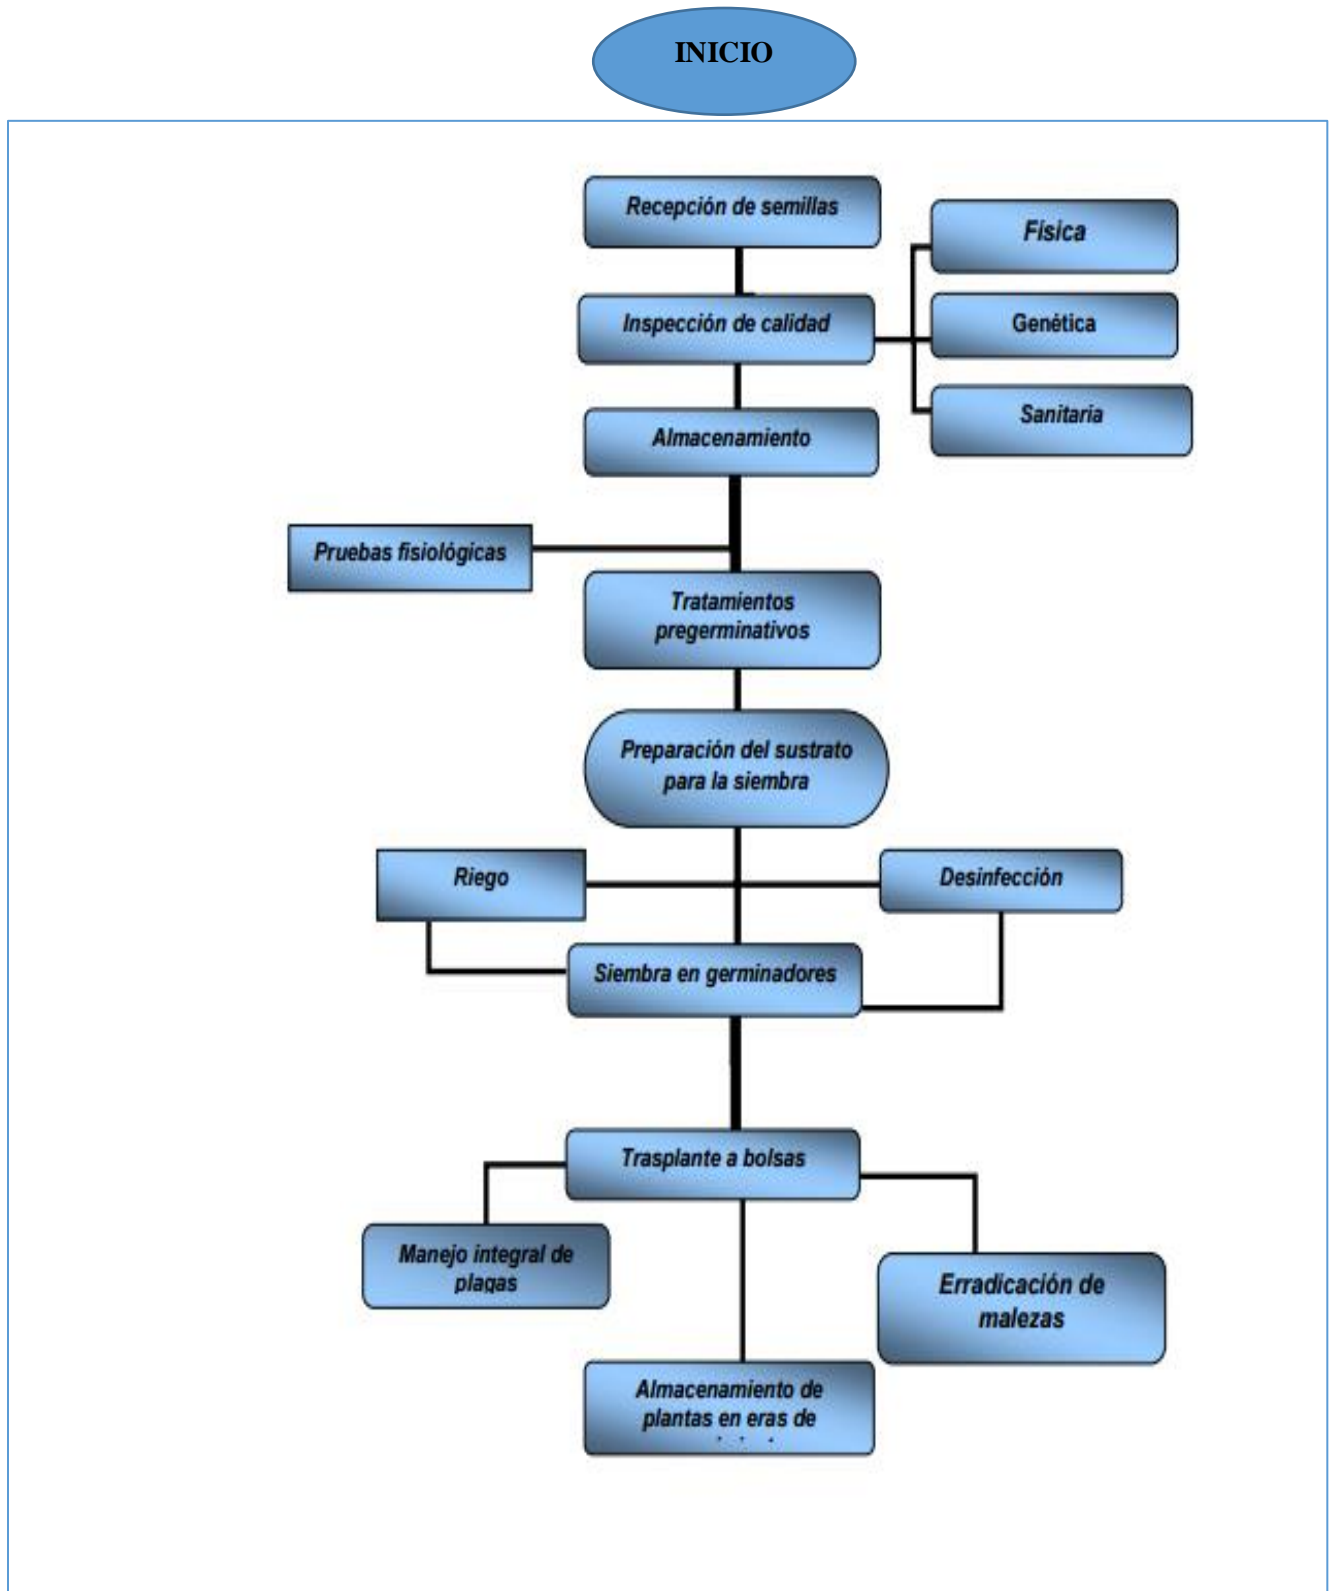 INICIO
Recepción de semillas
Física
Inspección de calidad
Genética
Almacenamiento
Sanitaria
Pruebas fisiológicas
Tratamientos
pregerminativos
Preparación del sustrato
para la siembra
Riego
Desinfección
Siembra en germinadores
Trasplante a bolsas
Manejo integral de
plagas
Erradicación de
malezas
Almacenamiento de
plantas en eras de